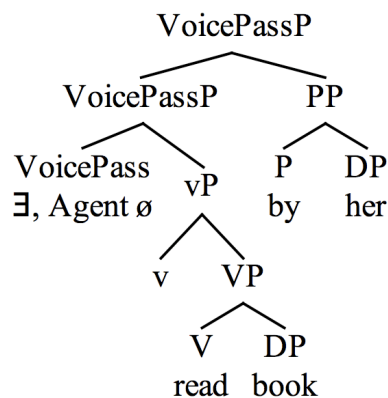 VoicePassP
VoicePassP PP
VoicePass vP P DP
∃, Agent ø by her
v VP
V DP
read book